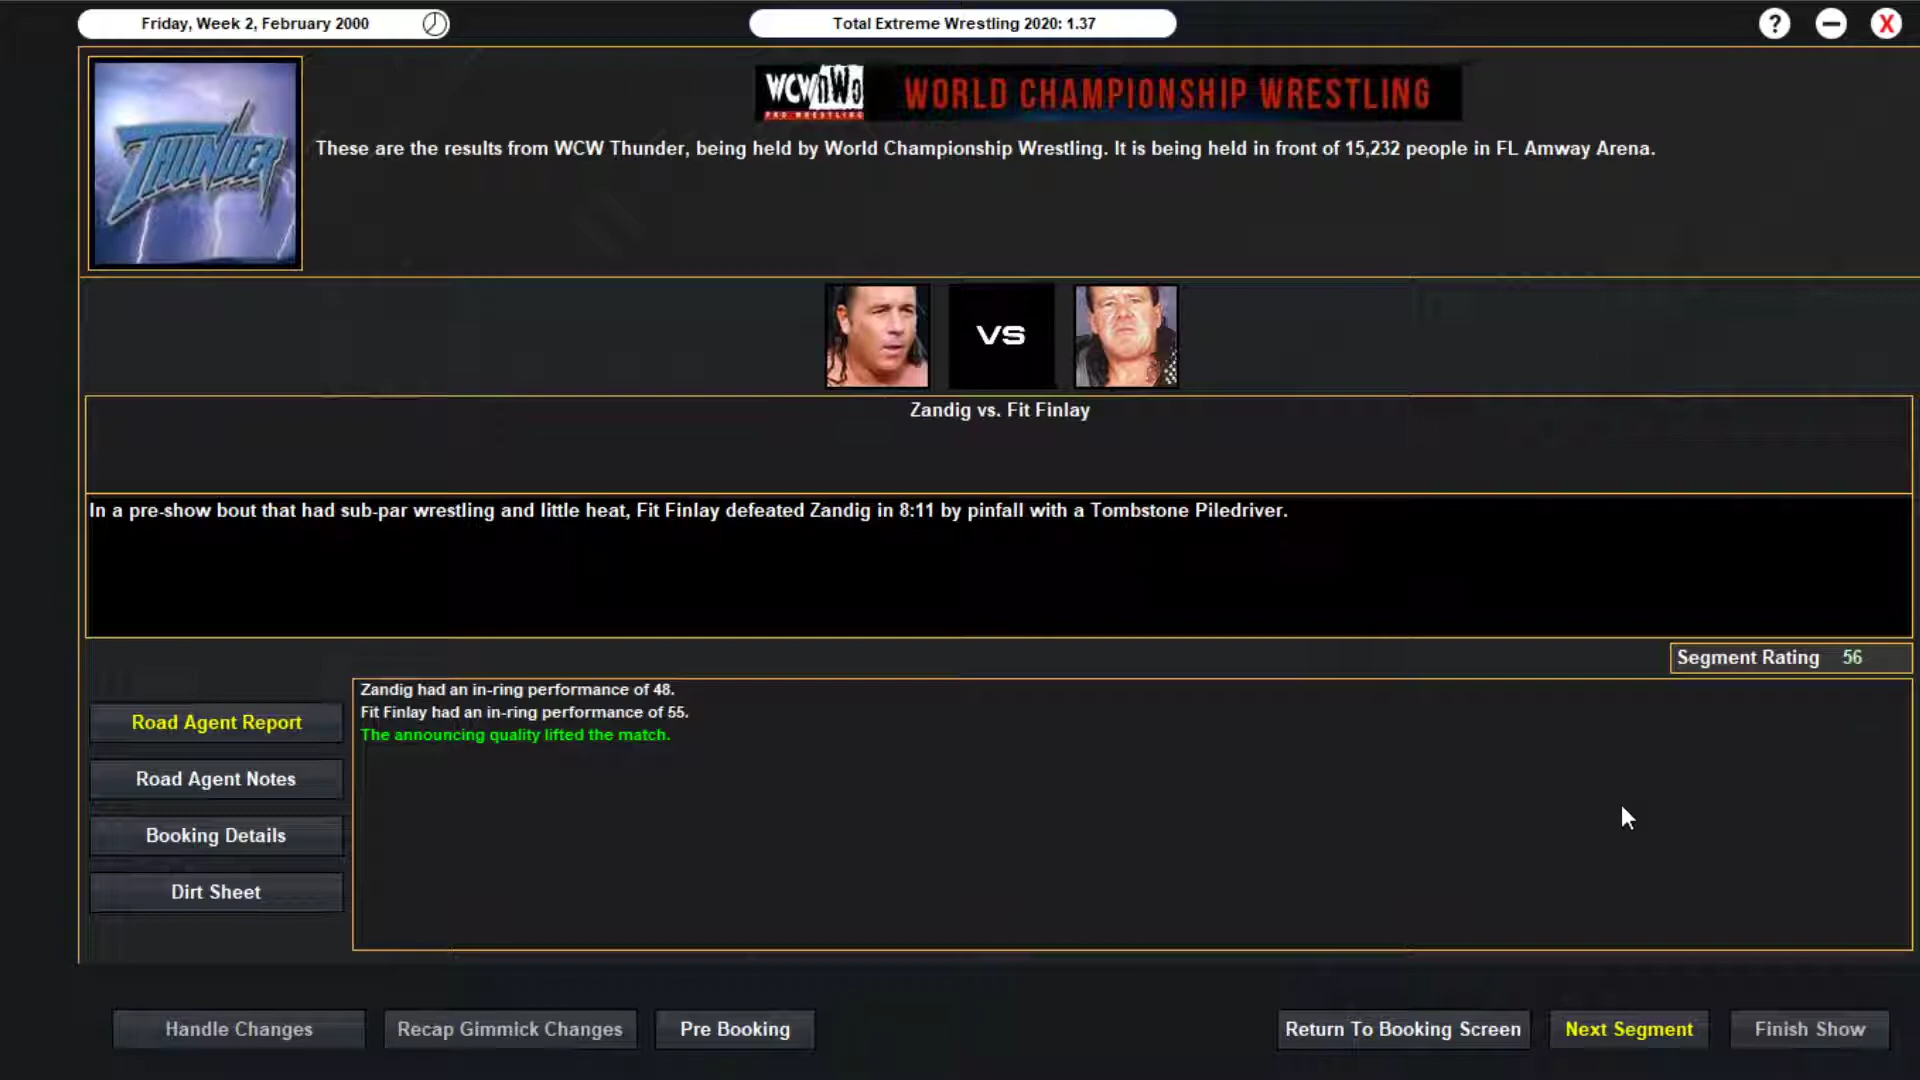 Friday, Week 2, February 2000
Total Extreme Wrestling 2020: 1.37
?
X
THUNDER
WCW nWo
PRO WRESTLING
WORLD CHAMPIONSHIP WRESTLING
These are the results from WCW Thunder, being held by World Championship Wrestling. It is being held in front of 15,232 people in FL Amway Arena.
VS
Zandig vs. Fit Finlay
In a pre-show bout that had sub-par wrestling and little heat, Fit Finlay defeated Zandig in 8:11 by pinfall with a Tombstone Piledriver.
Segment Rating 56
Road Agent Report
Road Agent Notes
Booking Details
Dirt Sheet
Zandig had an in-ring performance of 48.
Fit Finlay had an in-ring performance of 55.
The announcing quality lifted the match.
Handle Changes
Recap Gimmick Changes
Pre Booking
Return To Booking Screen
Next Segment
Finish Show